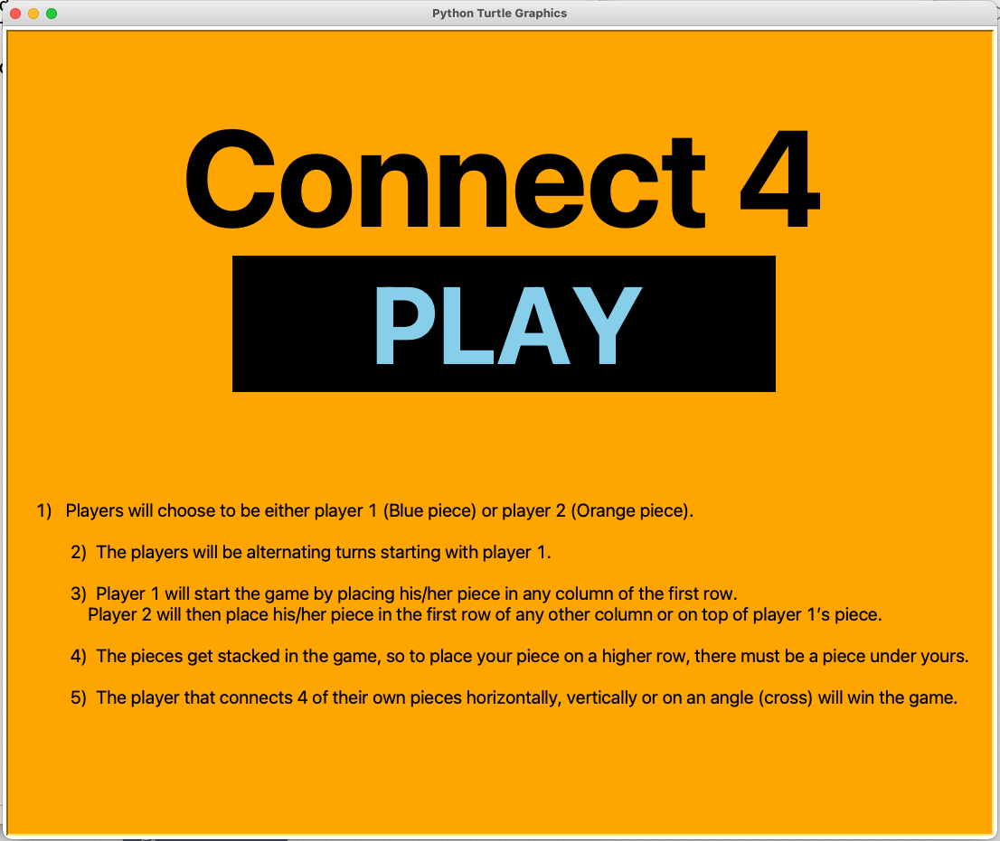 Python Turtle Graphics
Connect 4
PLAY
1) Players will choose to be either player 1 (Blue piece) or player 2 (Orange piece).
2) The players will be alternating turns starting with player 1.
3) Player 1 will start the game by placing his/her piece in any column of the first row.
Player 2 will then place his/her piece in the first row of any other column or on top of player 1’s piece.
4) The pieces get stacked in the game, so to place your piece on a higher row, there must be a piece under yours.
5) The player that connects 4 of their own pieces horizontally, vertically or on an angle (cross) will win the game.